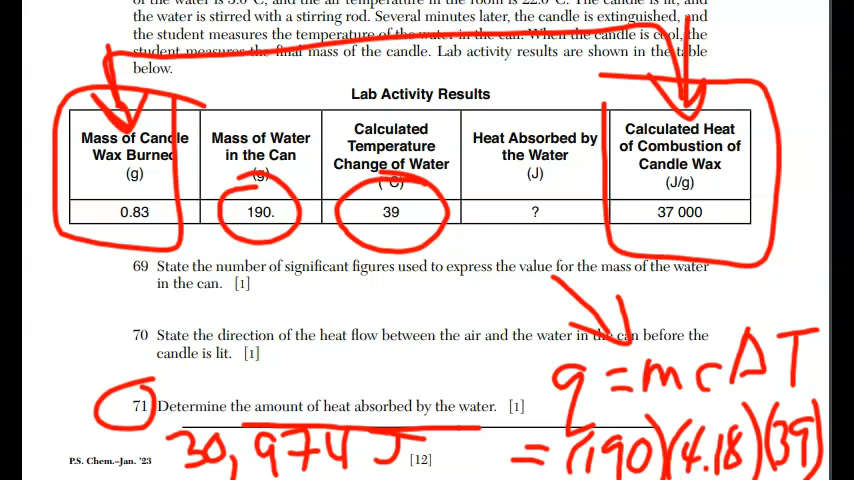 of the water is 5.0°C, and the air temperature in the room is 22.0°C. The candle is lit, and
the water is stirred with a stirring rod. Several minutes later, the candle is extinguished, and
the student measures the temperature of the water in the can. When the candle is cool, the
student measures the final mass of the candle. Lab activity results are shown in the table
below.
Lab Activity Results
Mass of Candle Wax Burned (g)
Mass of Water in the Can (g)
Calculated Temperature Change of Water (°C)
Heat Absorbed by the Water (J)
Calculated Heat of Combustion of Candle Wax (J/g)
0.83 190. 39 ? 37 000
69 State the number of significant figures used to express the value for the mass of the water
in the can. [1]
70 State the direction of the heat flow between the air and the water in the can before the
candle is lit. [1]
q = mcΔT
71 Determine the amount of heat absorbed by the water. [1]
= (190)(4.18)(39)
30,974 J
P.S. Chem.–Jan. '23 [12]